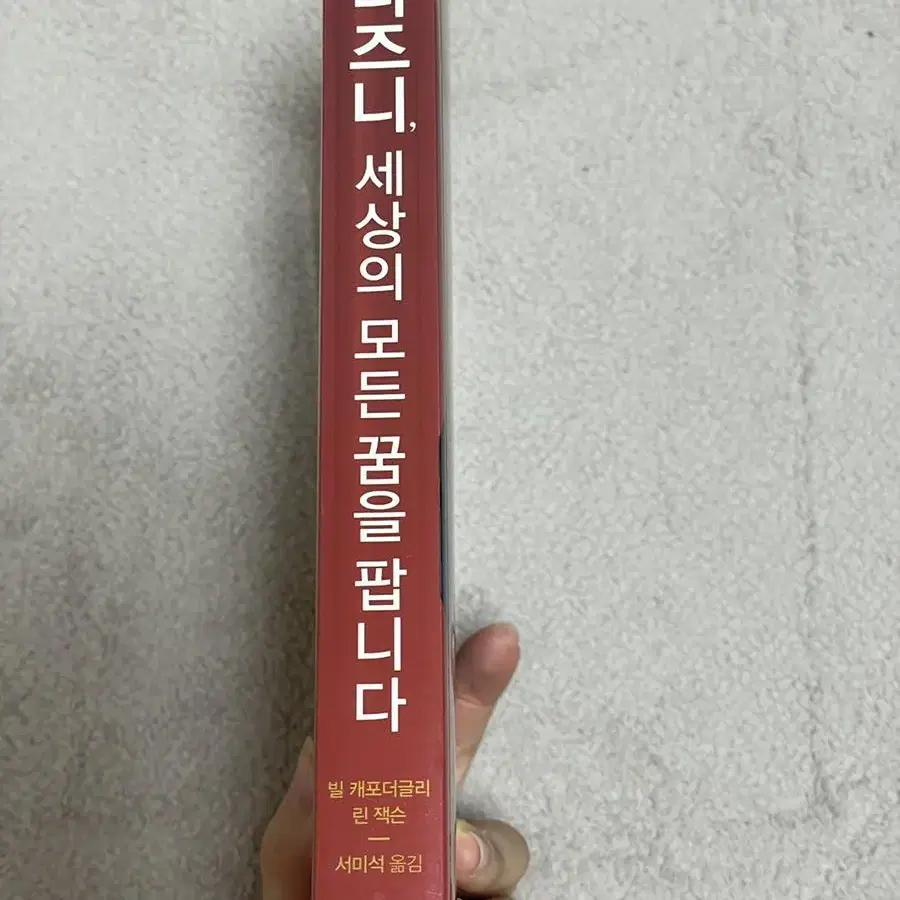 즈니, 세상의 모든 꿈을 팝니다
빌 캐포더글리
린 잭슨
서미석 옮김